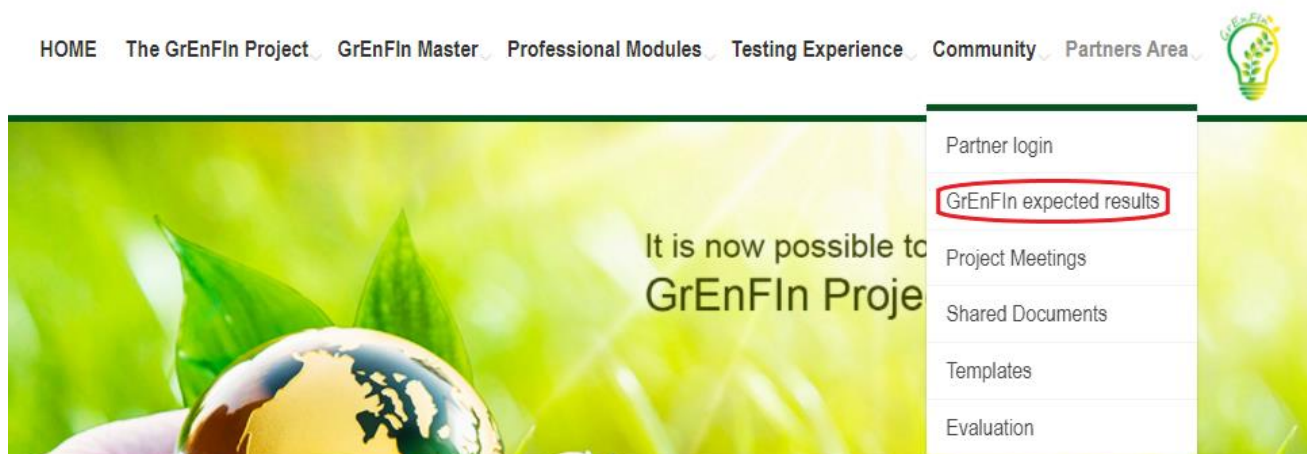 HOME The GrEnFIn Project GrEnFIn Master Professional Modules Testing Experience Community Partners Area
GrEnFIn
Partner login
GrEnFIn expected results
It is now possible to
GrEnFIn Proje
Project Meetings
Shared Documents
Templates
Evaluation